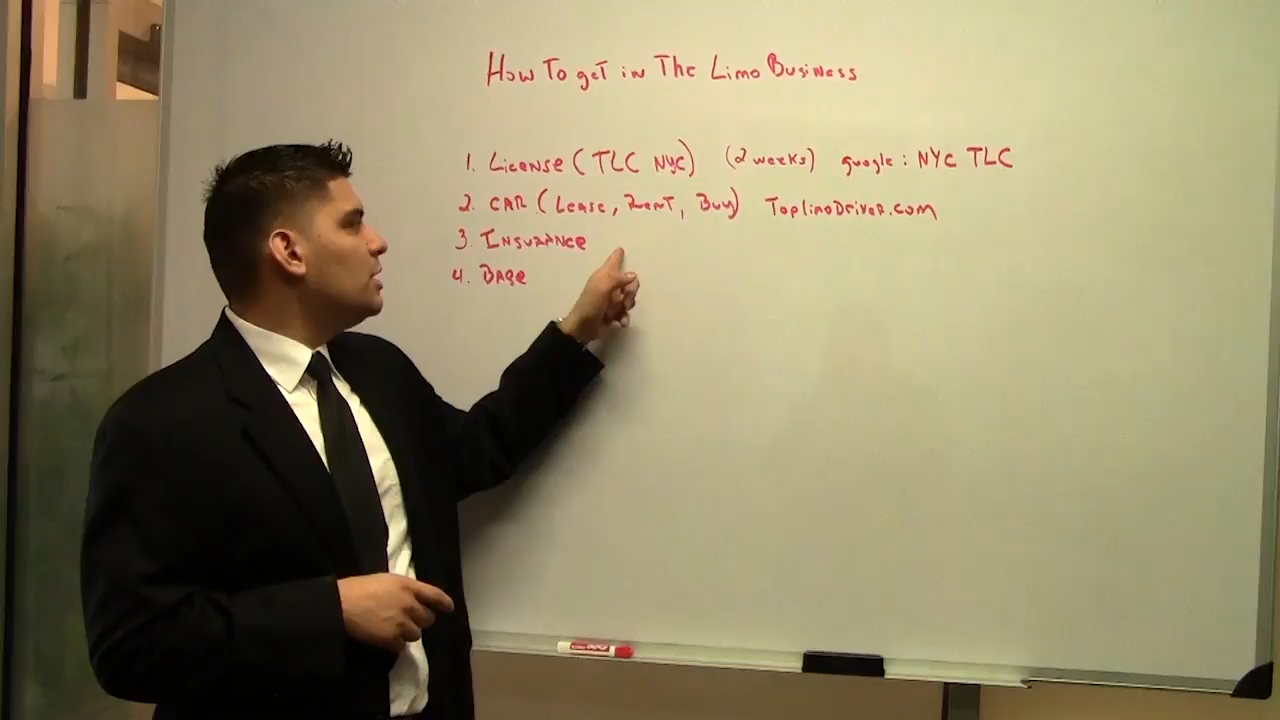 How To get in The Limo Business
1. License (TLC NYC) (2 weeks) google: NYC TLC
2. CAR (Lease, Rent, Buy) ToplimoDriver.com
3 INSURANCE
4. BASE